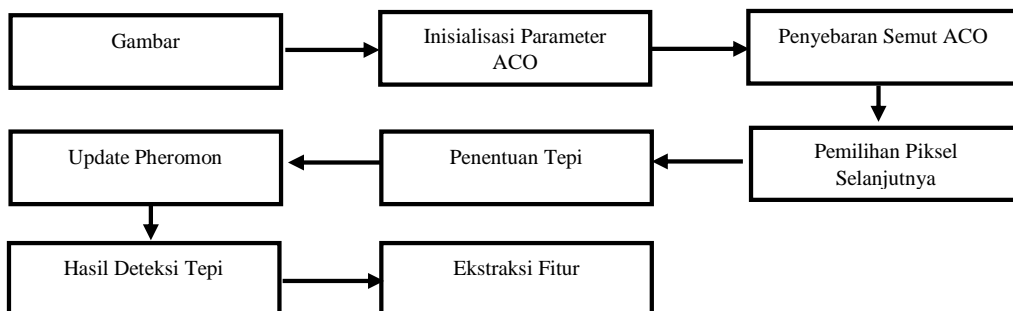 Gambar
Inisialisasi Parameter
ACO
Penyebaran Semut ACO
Pemilihan Piksel
Selanjutnya
Penentuan Tepi
Update Pheromon
Hasil Deteksi Tepi
Ekstraksi Fitur